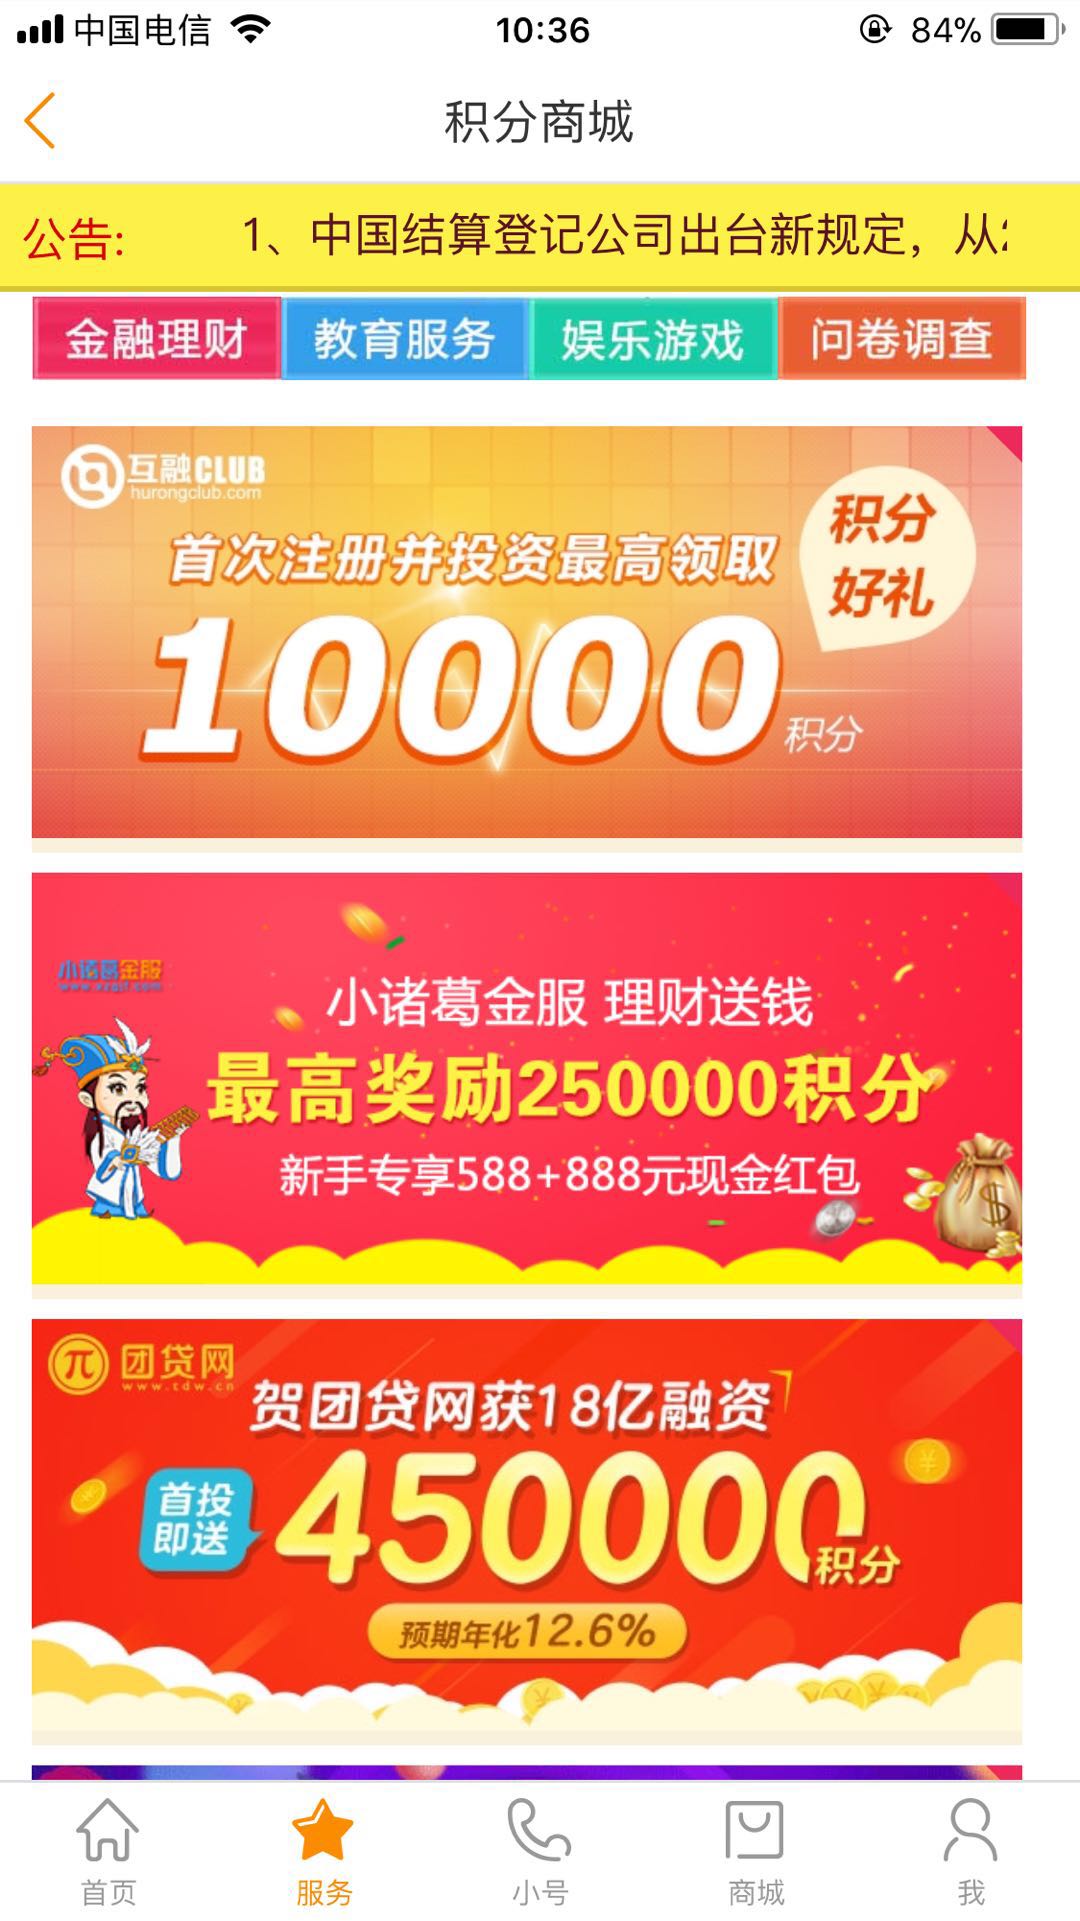 中国电信
10:36
84%
积分商城
公告:
1、中国结算登记公司出台新规定，从
金融理财
教育服务
娱乐游戏
问卷调查
互融CLUB
hurongclub.com
首次注册并投资最高领取
10000
积分
积分
好礼
小诸葛金服
小诸葛金服 理财送钱
最高奖励250000积分
新手专享588+888元现金红包
$
π 团贷网
www.tdw.cn
贺团贷网获18亿融资
首投
即送
450000
积分
预期年化12.6%
首页
服务
小号
商城
我